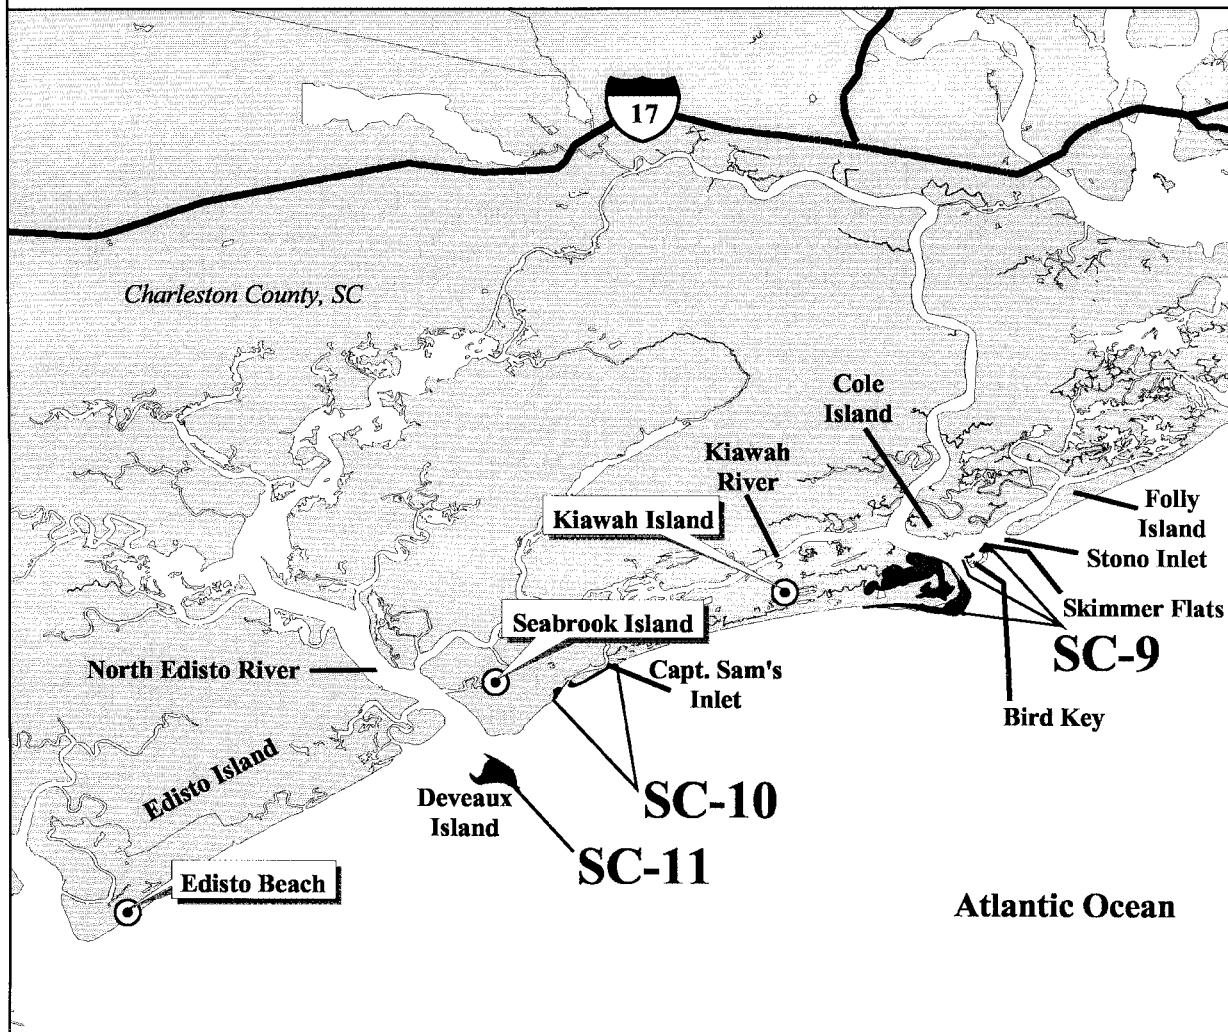 17
Charleston County, SC
Cole
Island
Kiawah
River
Kiawah Island
Folly
Island
Stono Inlet
Skimmer Flats
SC-9
Seabrook Island
North Edisto River
Capt. Sam's
Inlet
Bird Key
Edisto Island
Deveaux
Island
SC-10
SC-11
Edisto Beach
Atlantic Ocean